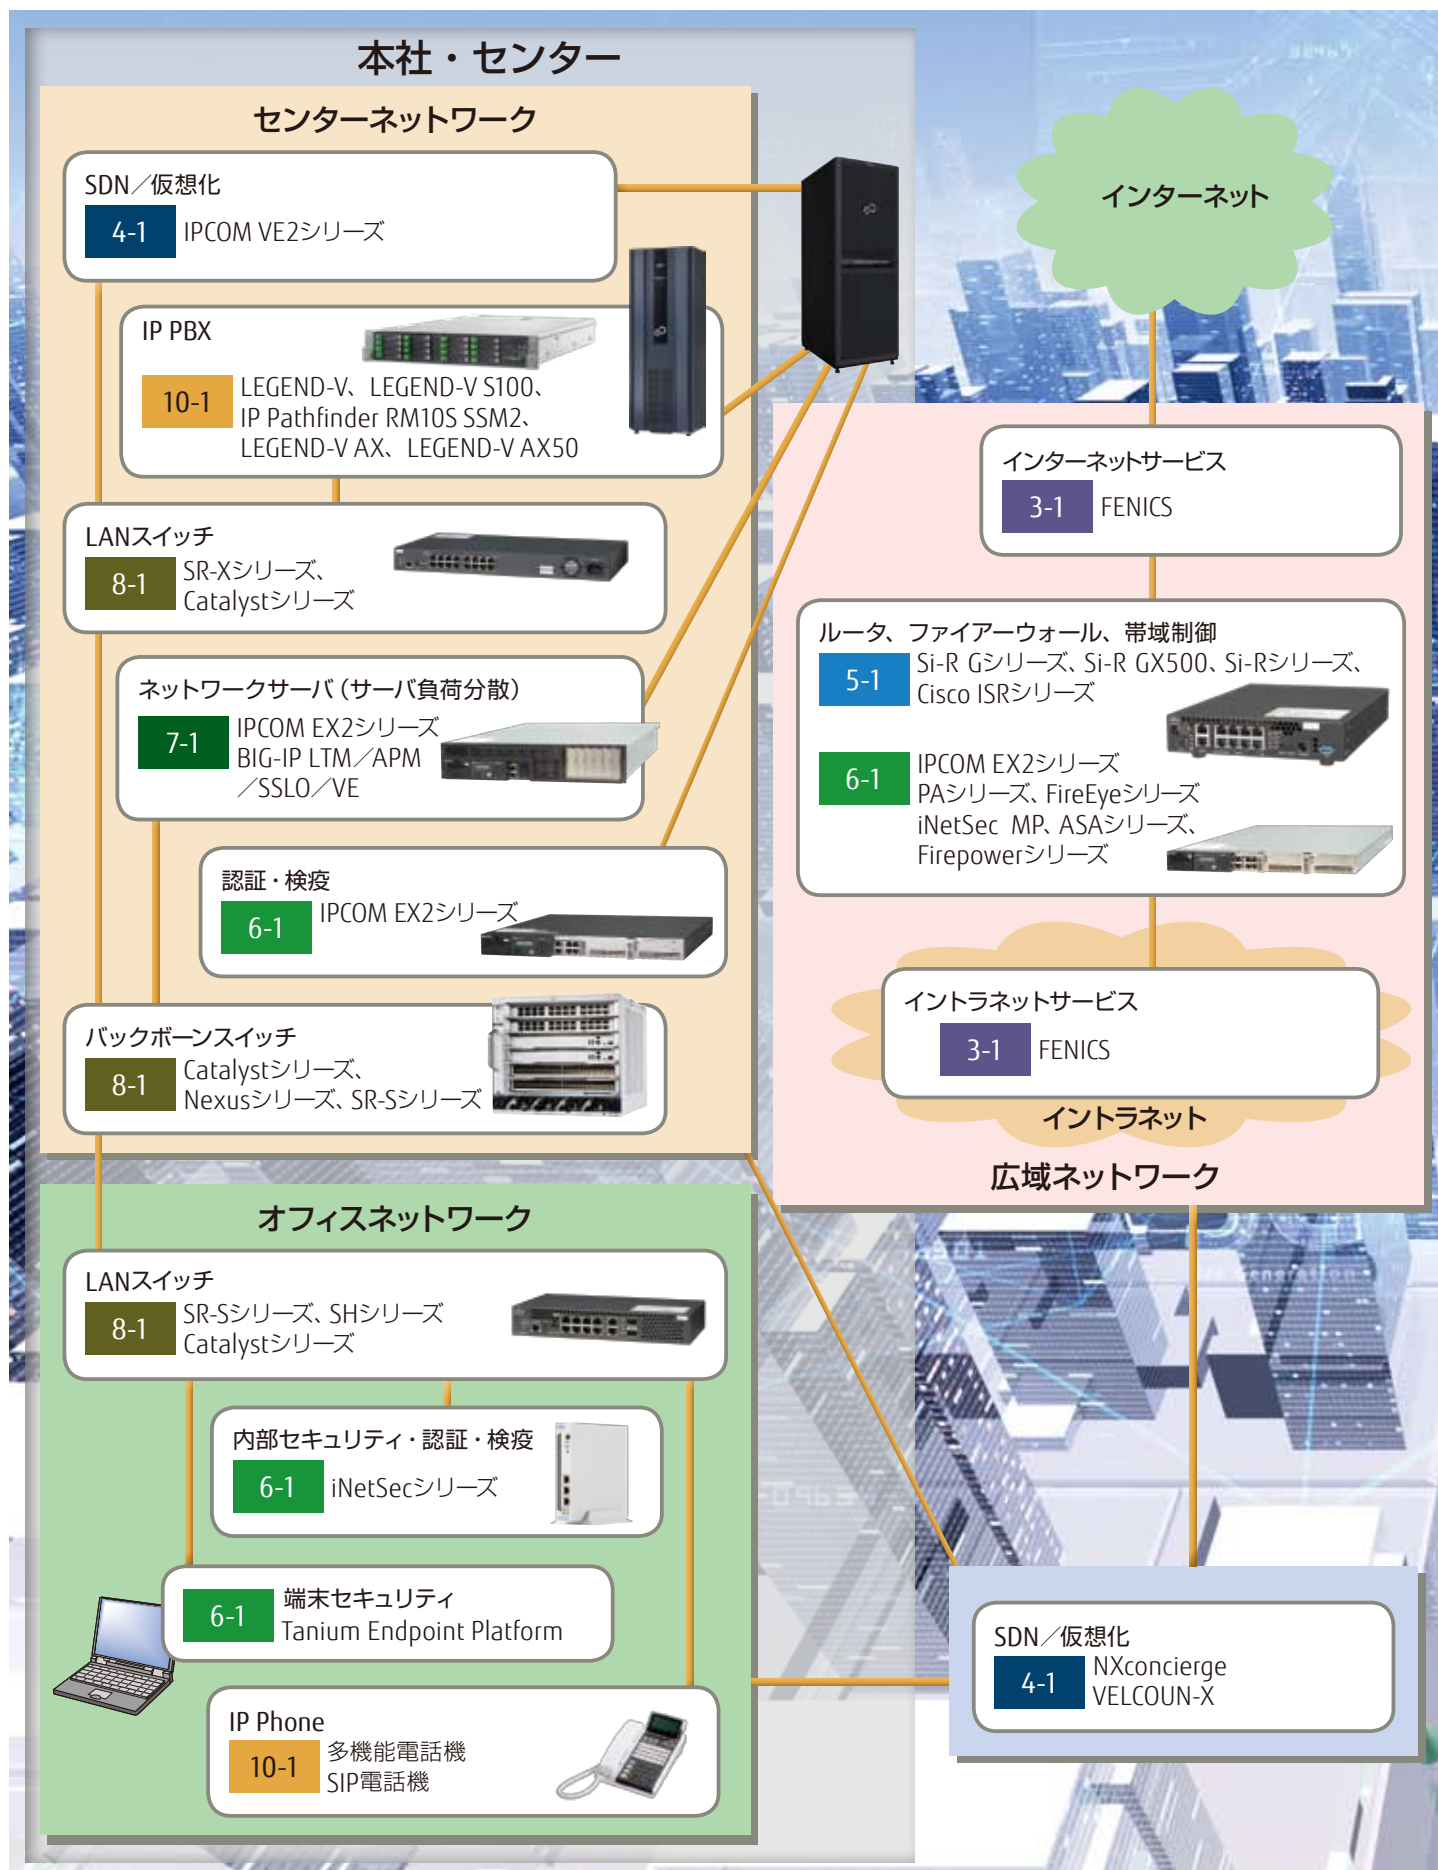 本社・センター
センターネットワーク
SDN／仮想化
4-1
IPCOM VE2シリーズ
IP PBX
10-1
LEGEND-V、LEGEND-V S100、
IP Pathfinder RM10S SSM2、
LEGEND-V AX、LEGEND-V AX50
LANスイッチ
8-1
SR-Xシリーズ、
Catalystシリーズ
ネットワークサーバ（サーバ負荷分散）
7-1
IPCOM EX2シリーズ
BIG-IP LTM／APM
／SSLO／VE
認証・検疫
6-1
IPCOM EX2シリーズ
バックボーンスイッチ
8-1
Catalystシリーズ、
Nexusシリーズ、SR-Sシリーズ
オフィスネットワーク
LANスイッチ
8-1
SR-Sシリーズ、SHシリーズ
Catalystシリーズ
内部セキュリティ・認証・検疫
6-1
iNetSecシリーズ
6-1
端末セキュリティ
Tanium Endpoint Platform
IP Phone
10-1
多機能電話機
SIP電話機
インターネット
インターネットサービス
3-1
FENICS
ルータ、ファイアーウォール、帯域制御
5-1
Si-R Gシリーズ、Si-R GX500、Si-Rシリーズ、
Cisco ISRシリーズ
6-1
IPCOM EX2シリーズ
PAシリーズ、FireEyeシリーズ
iNetSec MP、ASAシリーズ、
Firepowerシリーズ
イントラネットサービス
3-1
FENICS
イントラネット
広域ネットワーク
SDN／仮想化
4-1
NXconcierge
VELCOUN-X